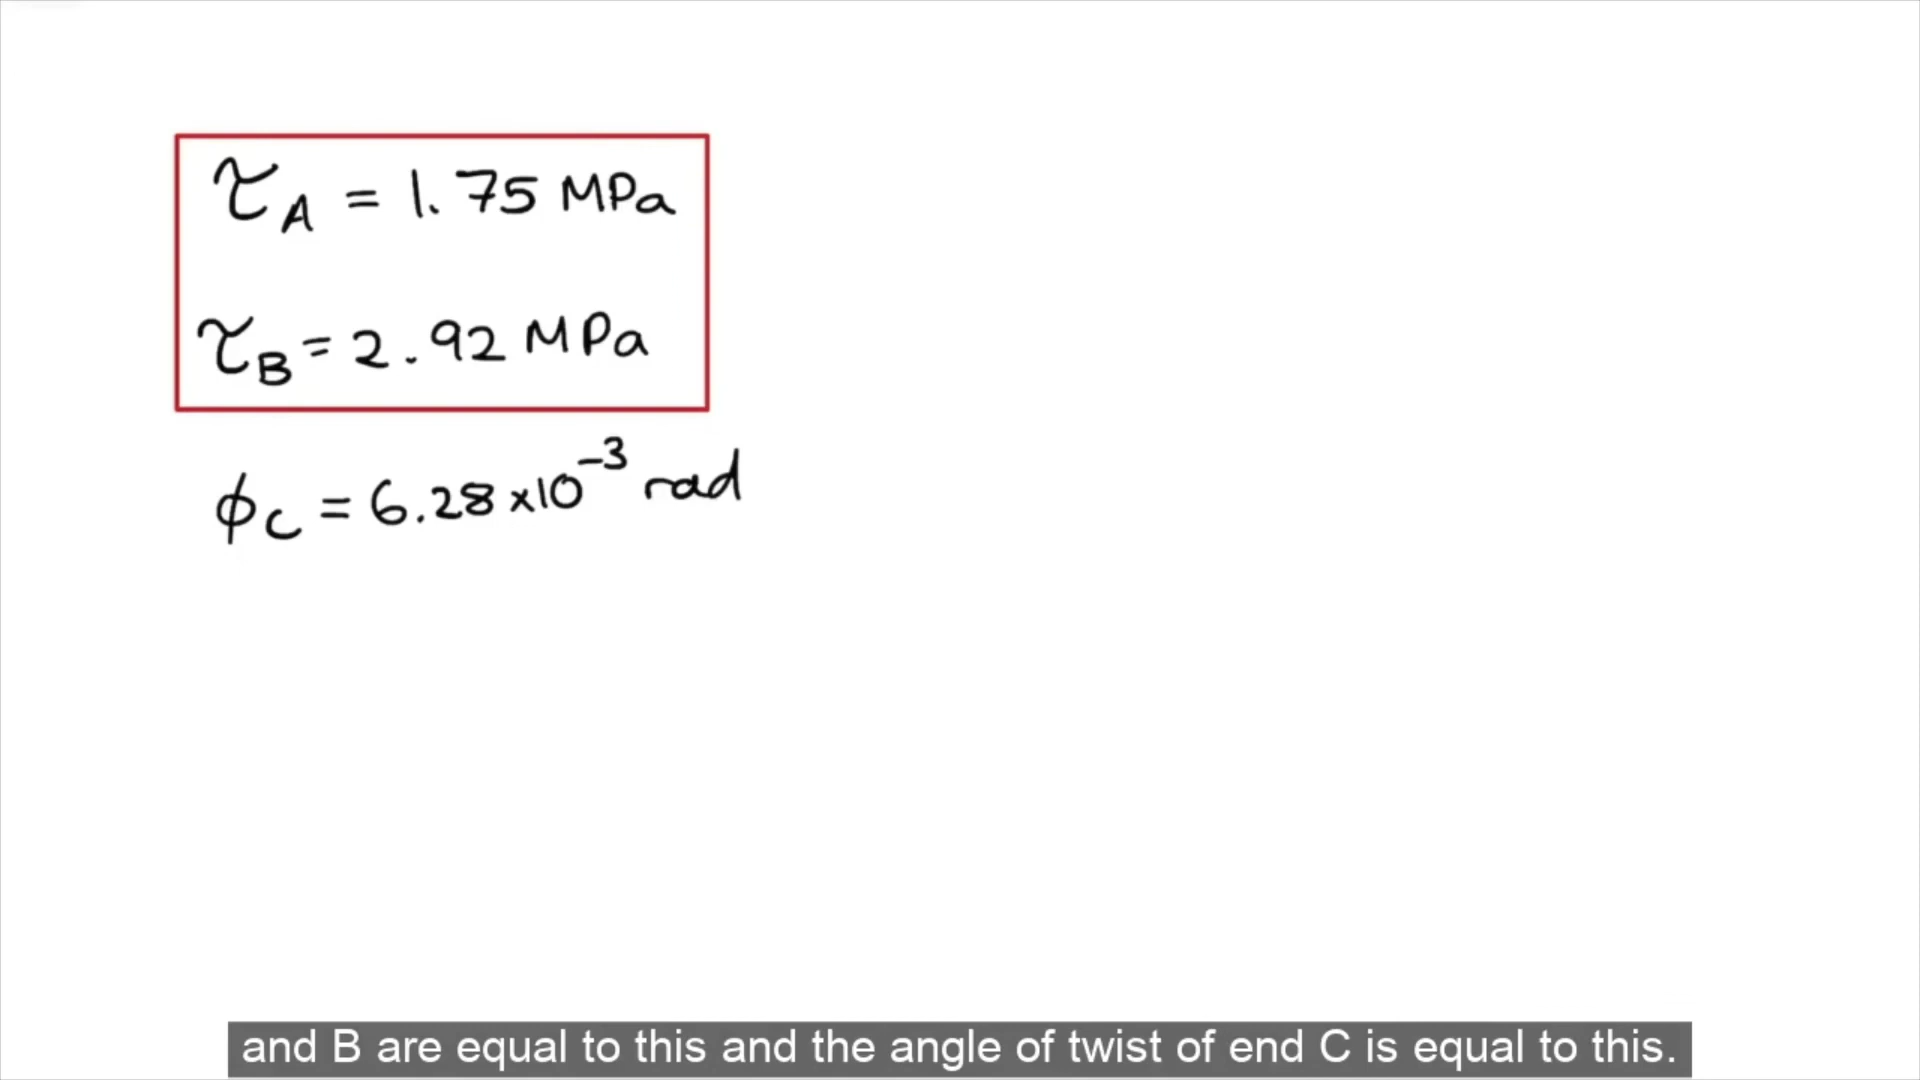 τA = 1.75 MPa
τB = 2.92 MPa
ϕC = 6.28 ×10⁻³ rad
and B are equal to this and the angle of twist of end C is equal to this.